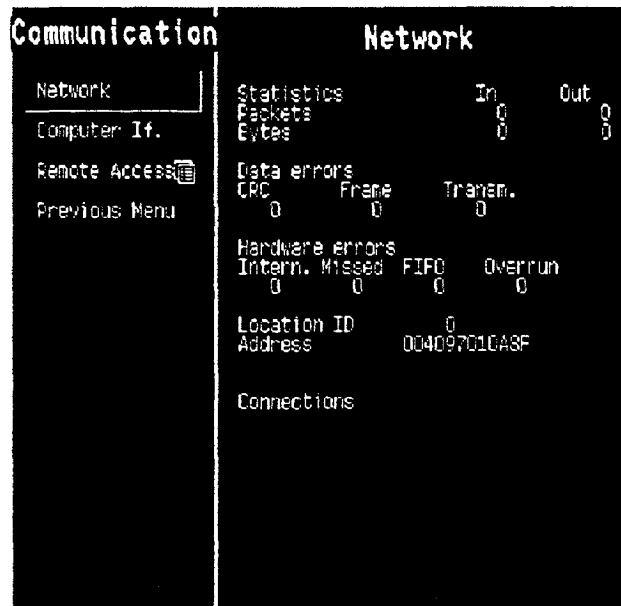 Communication
Network
Computer If.
Remote Access
Previous Menu
Network
Statistics In Out
Packets 0 0
Bytes 0 0
Data errors
CRC Frame Transm.
0 0 0
Hardware errors
Intern. Missed FIFO Overrun
0 0 0 0
Location ID 0
Address
Connections